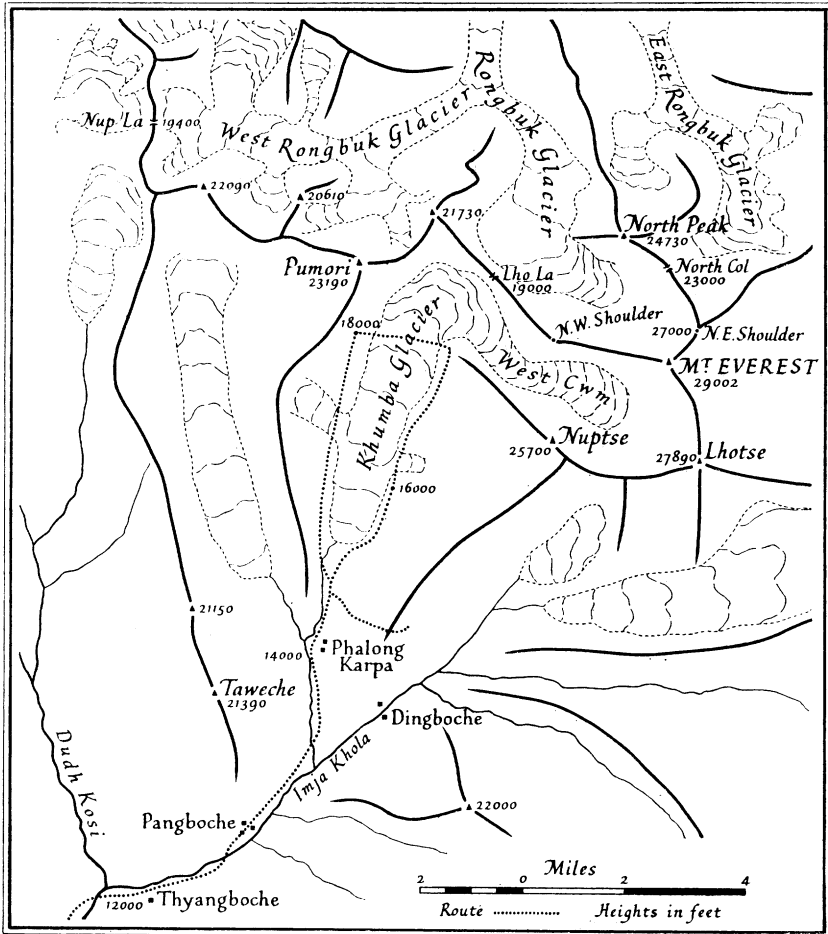 Nup La
19400
West Rongbuk Glacier
Rongbuk Glacier
East Rongbuk Glacier
22090
20610
21730
North Peak
24730
Pumori
23190
Lho La
19000
North Col
23000
18000
N.W. Shoulder
27000
N.E. Shoulder
MT EVEREST
29002
Khumba Glacier
West Cwm
Nuptse
25700
27890
Lhotse
16000
21150
14000
Phalong
Karpa
Taweche
21390
Dingboche
Dudh Kosi
Imja Khola
22000
Pangboche
12000
Thyangboche
Miles
2 0 2 4
Route
Heights in feet